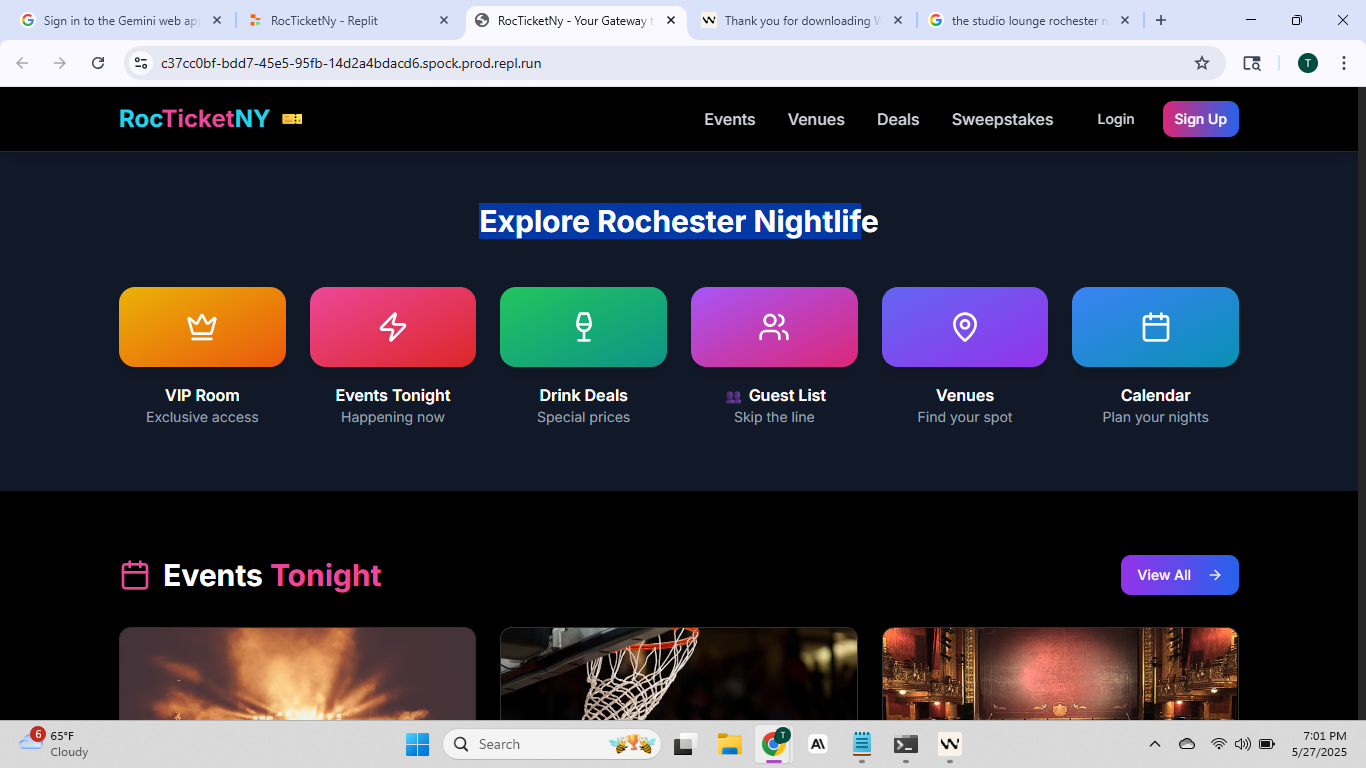 Sign in to the Gemini web ap
RocTicketNy - Replit
RocTicketNy - Your Gateway t
Thank you for downloading W
the studio lounge rochester n
c37cc0bf-bdd7-45e5-95fb-14d2a4bdacd6.spock.prod.repl.run
T
RocTicketNY
Events
Venues
Deals
Sweepstakes
Login
Sign Up
Explore Rochester Nightlife
VIP Room
Exclusive access
Events Tonight
Happening now
Drink Deals
Special prices
Guest List
Skip the line
Venues
Find your spot
Calendar
Plan your nights
Events Tonight
View All
6
65°F
Cloudy
Search
T
7:01 PM
5/27/2025